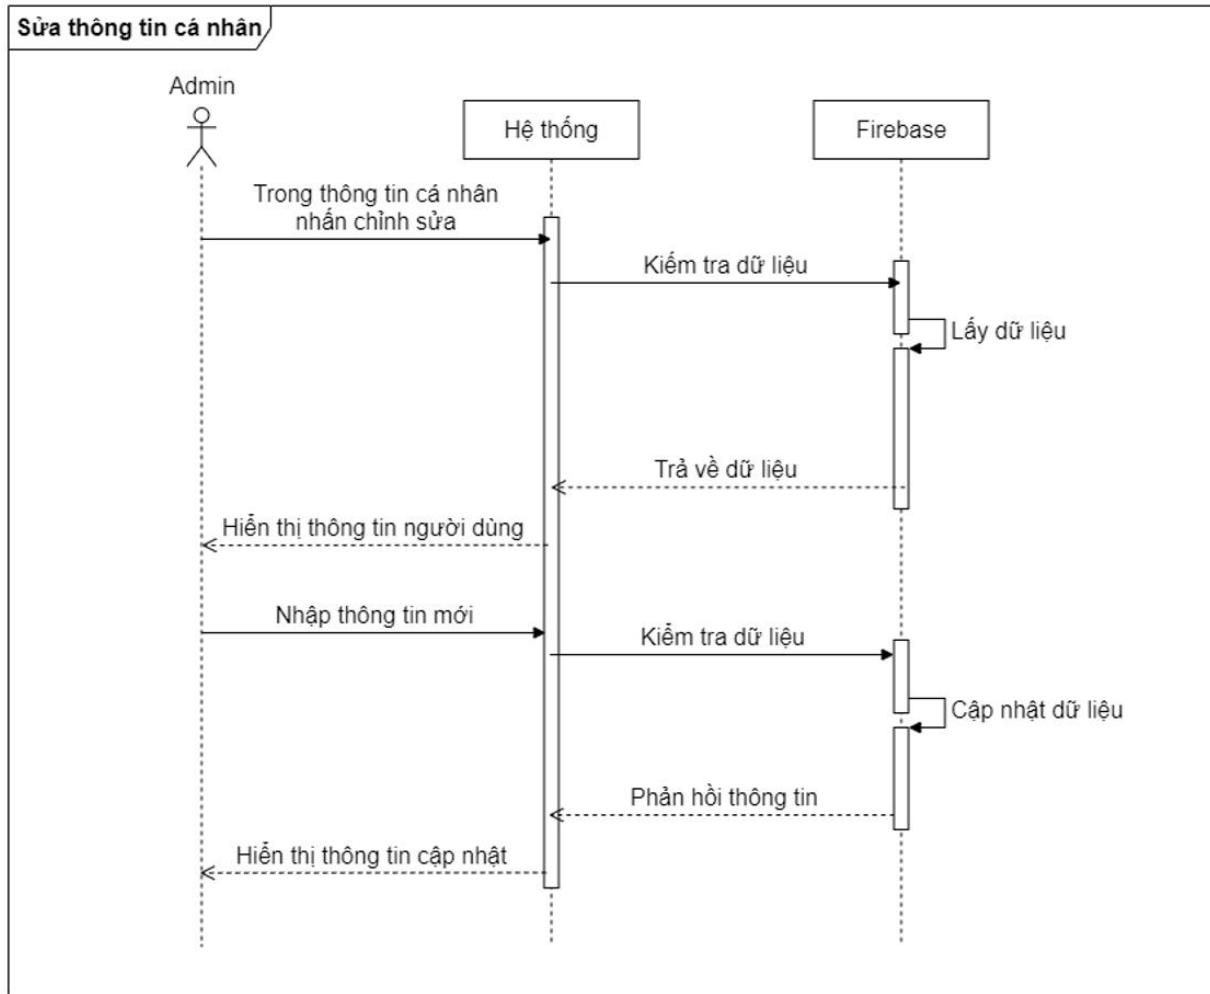 Sửa thông tin cá nhân
Admin
Hệ thống
Firebase
Trong thông tin cá nhân
nhấn chỉnh sửa
Kiểm tra dữ liệu
Lấy dữ liệu
Trả về dữ liệu
Hiển thị thông tin người dùng
Nhập thông tin mới
Kiểm tra dữ liệu
Cập nhật dữ liệu
Phản hồi thông tin
Hiển thị thông tin cập nhật